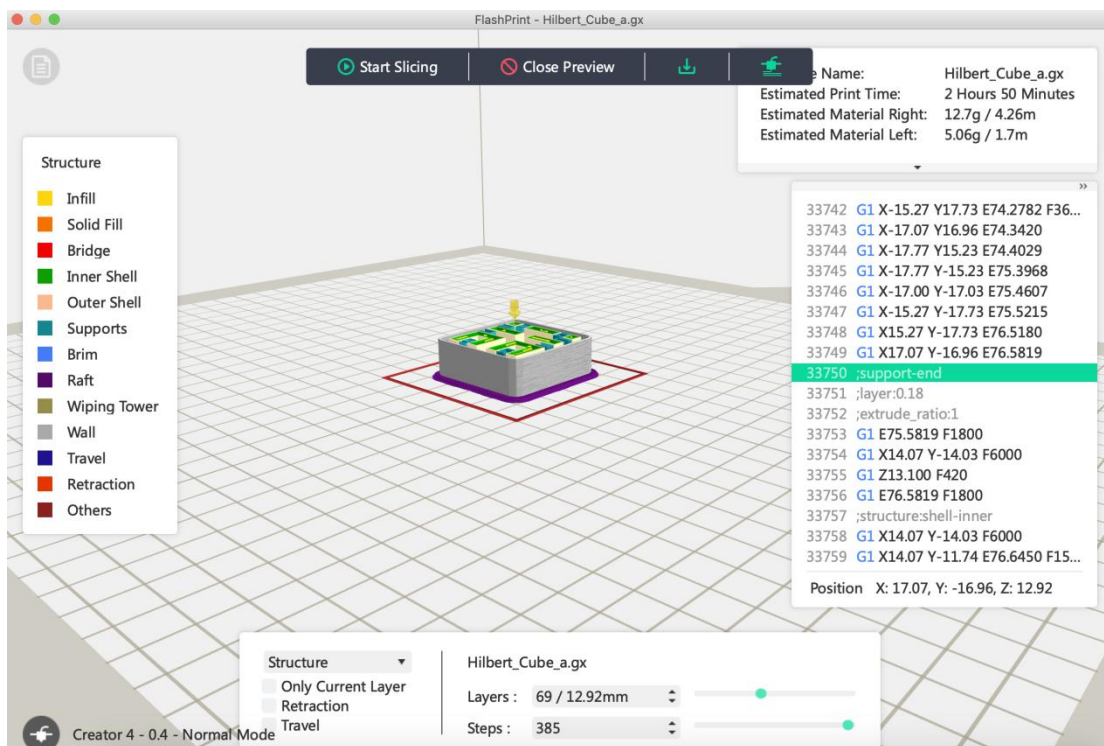 FlashPrint - Hilbert_Cube_a.gx
Start Slicing
Close Preview
e Name: Hilbert_Cube_a.gx
Estimated Print Time: 2 Hours 50 Minutes
Estimated Material Right: 12.7g / 4.26m
Estimated Material Left: 5.06g / 1.7m
Structure
Infill
Solid Fill
Bridge
Inner Shell
Outer Shell
Supports
Brim
Raft
Wiping Tower
Wall
Travel
Retraction
Others
»
33742 G1 X-15.27 Y17.73 E74.2782 F36...
33743 G1 X-17.07 Y16.96 E74.3420
33744 G1 X-17.77 Y15.23 E74.4029
33745 G1 X-17.77 Y-15.23 E75.3968
33746 G1 X-17.00 Y-17.03 E75.4607
33747 G1 X-15.27 Y-17.73 E75.5215
33748 G1 X15.27 Y-17.73 E76.5180
33749 G1 X17.07 Y-16.96 E76.5819
33750 ;support-end
33751 ;layer:0.18
33752 ;extrude_ratio:1
33753 G1 E75.5819 F1800
33754 G1 X14.07 Y-14.03 F6000
33755 G1 Z13.100 F420
33756 G1 E76.5819 F1800
33757 ;structure:shell-inner
33758 G1 X14.07 Y-14.03 F6000
33759 G1 X14.07 Y-11.74 E76.6450 F15...
Position X: 17.07, Y: -16.96, Z: 12.92
Structure
Only Current Layer
Retraction
Travel
Hilbert_Cube_a.gx
Layers : 69 / 12.92mm
Steps : 385
Creator 4 - 0.4 - Normal Mode